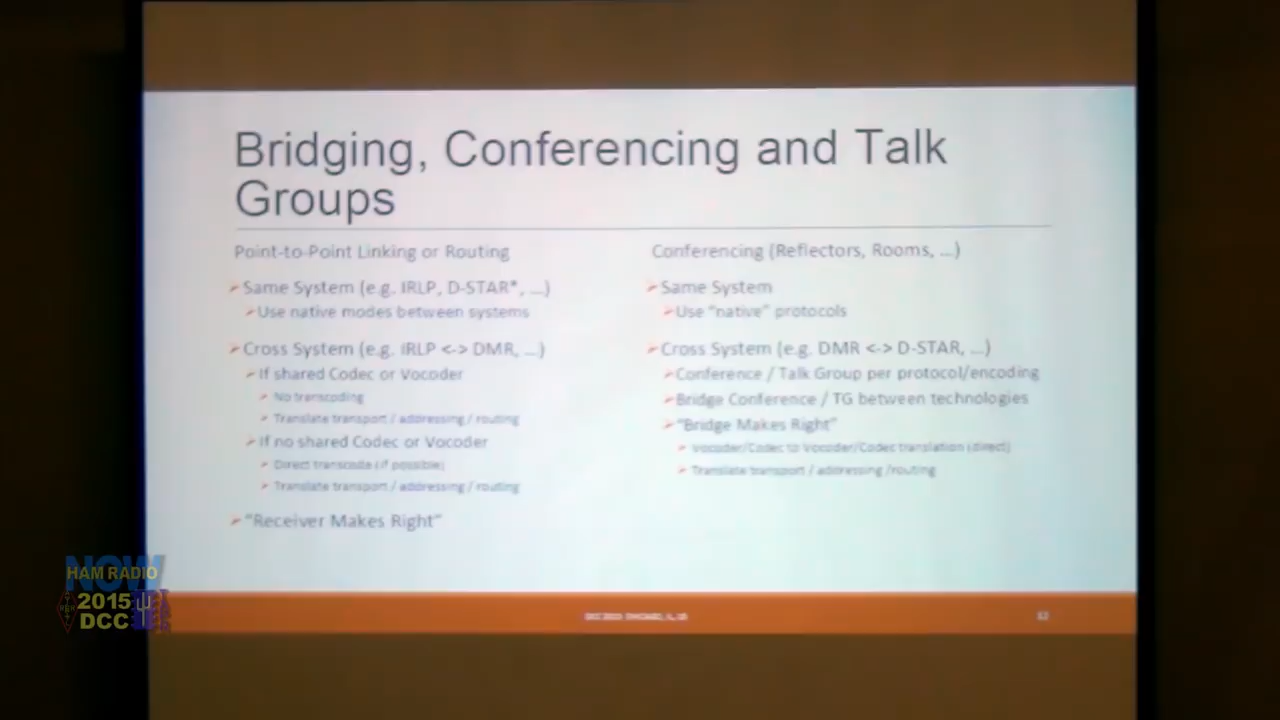 Bridging, Conferencing and Talk
Groups
Point-to-Point Linking or Routing
Same System (e.g. IRLP, D-STAR*, ...)
Use native modes between systems
Cross System (e.g. IRLP <-> DMR, ...)
If shared Codec or Vocoder
No transcoding
Translate transport / addressing / routing
If no shared Codec or Vocoder
Direct transcode (if possible)
Translate transport / addressing / routing
"Receiver Makes Right"
Conferencing (Reflectors, Rooms, ...)
Same System
Use "native" protocols
Cross System (e.g. DMR <-> D-STAR, ...)
Conference / Talk Group per protocol/encoding
Bridge Conference / TG between technologies
"Bridge Makes Right"
Vocoder/Codec to Vocoder/Codec translation (direct)
Translate transport / addressing /routing
NOW
HAM RADIO
2015
DCC